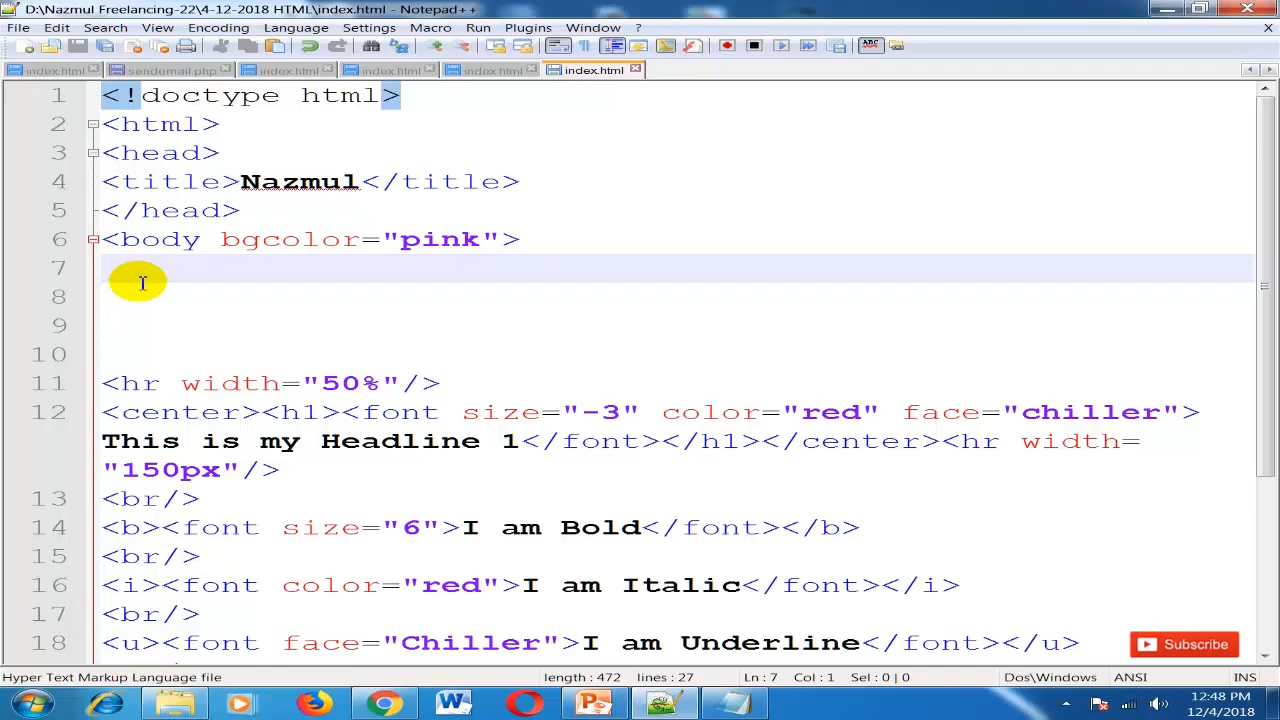 D:\Nazmul Freelancing-22\4-12-2018 HTML\index.html - Notepad++
File Edit Search View Encoding Language Settings Macro Run Plugins Window ? X
index.html sendemail.php index.html index.html index.html index.html
1 <!doctype html>
2 <html>
3 <head>
4 <title>Nazmul</title>
5 </head>
6 <body bgcolor="pink">
7
8
9
10
11 <hr width="50%"/>
12 <center><h1><font size="-3" color="red" face="chiller">
This is my Headline 1</font></h1></center><hr width=
"150px"/>
13 <br/>
14 <b><font size="6">I am Bold</font></b>
15 <br/>
16 <i><font color="red">I am Italic</font></i>
17 <br/>
18 <u><font face="Chiller">I am Underline</font></u>
Subscribe
Hyper Text Markup Language file length : 472 lines : 27 Ln : 7 Col : 1 Sel : 0 | 0 Dos\Windows ANSI INS
12:48 PM
12/4/2018